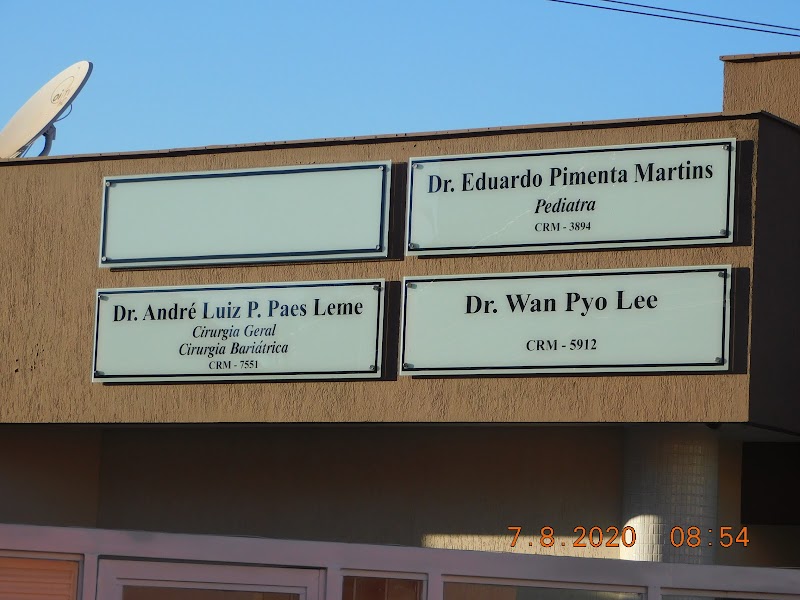 Dr. Eduardo Pimenta Martins
Pediatra
CRM - 3894
Dr. André Luiz P. Paes Leme
Cirurgia Geral
Cirurgia Bariátrica
CRM - 7551
Dr. Wan Pyo Lee
CRM - 5912
7.8.2020 08:54